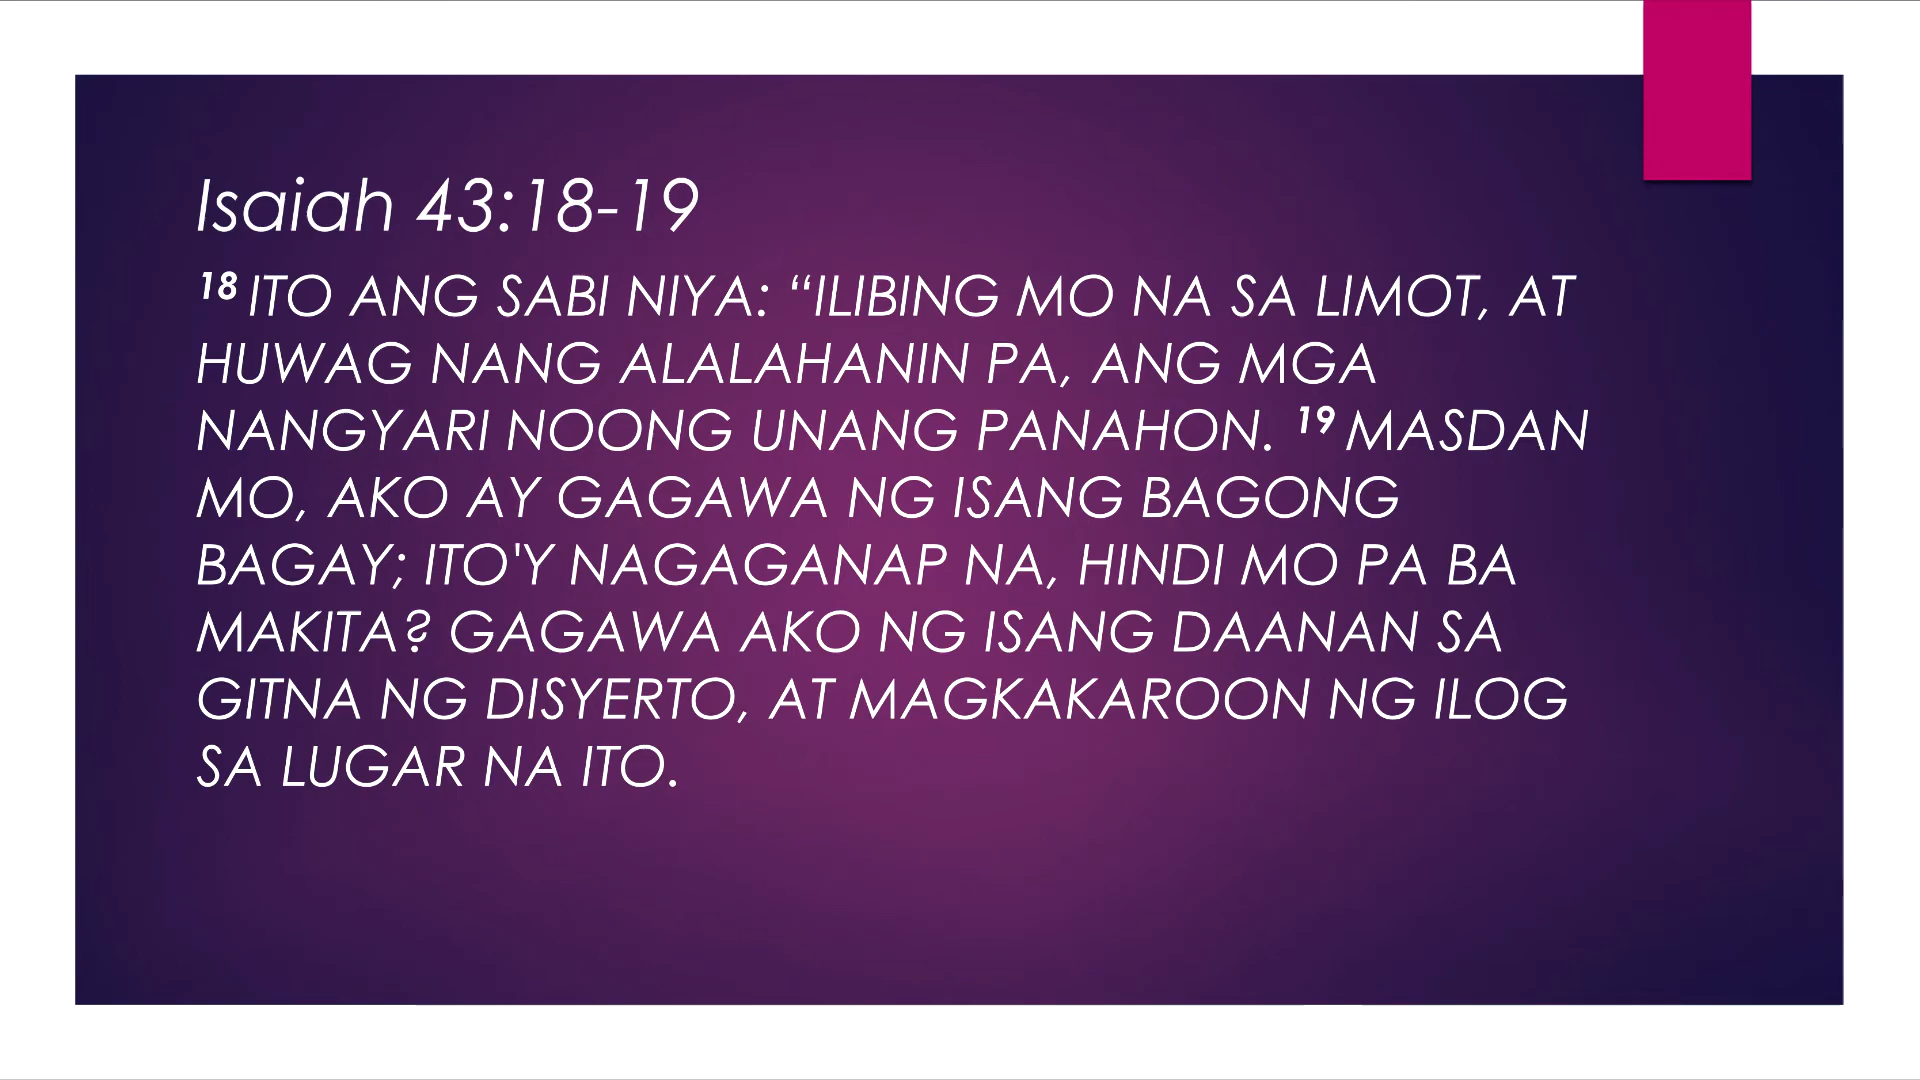 Isaiah 43:18-19
18 ITO ANG SABI NIYA: “ILIBING MO NA SA LIMOT, AT
HUWAG NANG ALALAHANIN PA, ANG MGA
NANGYARI NOONG UNANG PANAHON. 19 MASDAN
MO, AKO AY GAGAWA NG ISANG BAGONG
BAGAY; ITO'Y NAGAGANAP NA, HINDI MO PA BA
MAKITA? GAGAWA AKO NG ISANG DAANAN SA
GITNA NG DISYERTO, AT MAGKAKAROON NG ILOG
SA LUGAR NA ITO.